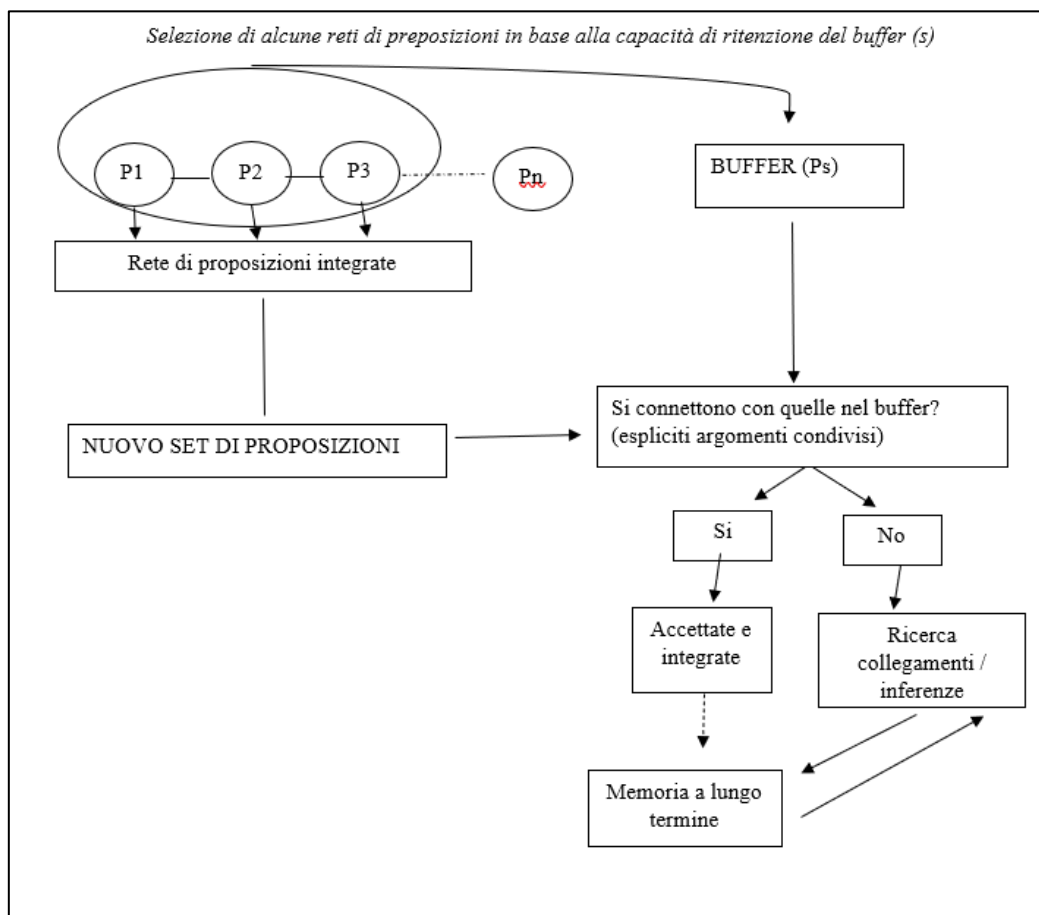 Selezione di alcune reti di preposizioni in base alla capacità di ritenzione del buffer (s)
P1
P2
P3
Pn
BUFFER (Ps)
Rete di proposizioni integrate
Si connettono con quelle nel buffer?
(espliciti argomenti condivisi)
NUOVO SET DI PROPOSIZIONI
Si
No
Accettate e
integrate
Ricerca
collegamenti /
inferenze
Memoria a lungo
termine